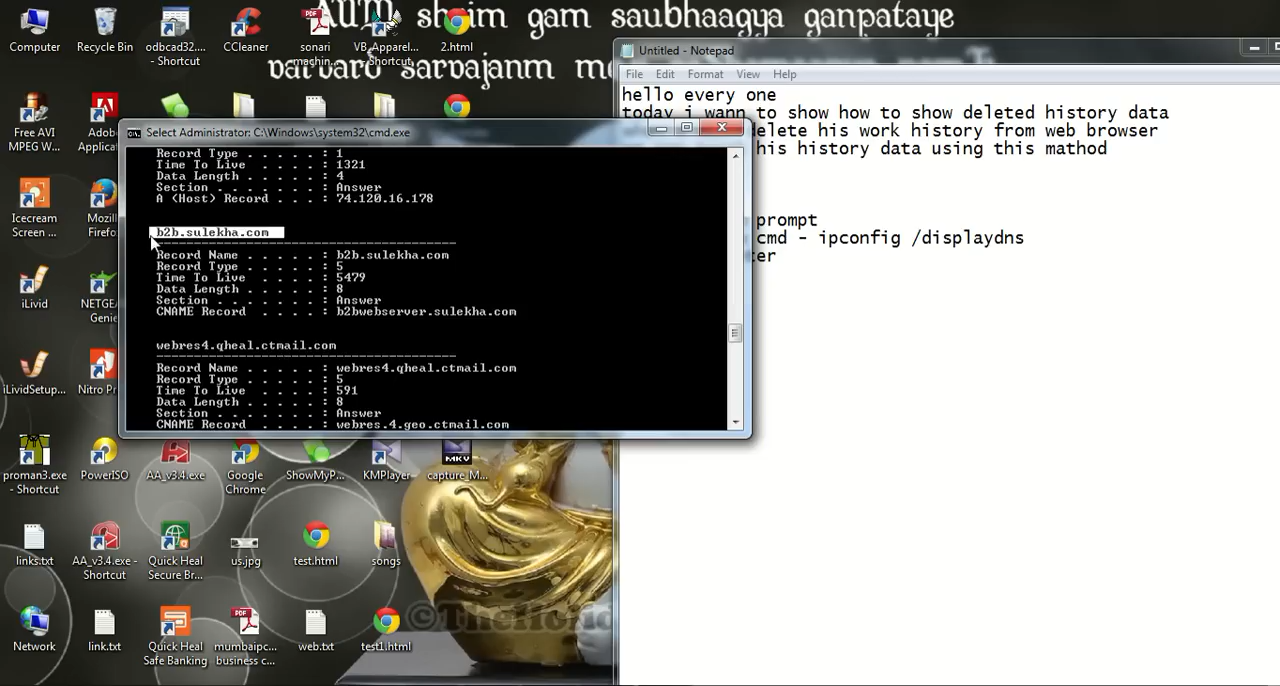 AUM shrim gam saubhaagya ganpataye
varvard sarvajanm
Computer
Recycle Bin
odbcad32....
- Shortcut
CCleaner
sonari
machin...
VB_Apparel...
Shortcut
2.html
Free AVI
MPEG W...
Adob
Applicat
Icecream
Screen ...
Mozil
Firefo
iLivid
NETGE
Genie
iLividSetup...
Nitro P
proman3.exe
- Shortcut
PowerISO
AA_v3.4.exe
Google
Chrome
ShowMyP...
KMPlayer
MKV
capture_M...
links.txt
AA_v3.4.exe -
Shortcut
Quick Heal
Secure Br...
us.jpg
test.html
songs
Network
link.txt
Quick Heal
Safe Banking
PDF
mumbaipc...
business c...
web.txt
test1.html
Select Administrator: C:\Windows\system32\cmd.exe
Record Type . . . . . : 1
Time To Live . . . . : 1321
Data Length . . . . . : 4
Section . . . . . . . : Answer
A (Host) Record . . . : 74.120.16.178
b2b.sulekha.com
----------------------------------------
Record Name . . . . . : b2b.sulekha.com
Record Type . . . . . : 5
Time To Live . . . . : 5479
Data Length . . . . . : 8
Section . . . . . . . : Answer
CNAME Record . . . . : b2bwebserver.sulekha.com
webres4.qheal.ctmail.com
----------------------------------------
Record Name . . . . . : webres4.qheal.ctmail.com
Record Type . . . . . : 5
Time To Live . . . . : 591
Data Length . . . . . : 8
Section . . . . . . . : Answer
CNAME Record . . . . : webres.4.geo.ctmail.com
Untitled - Notepad
File Edit Format View Help
hello every one
today i wann to show how to show deleted history data
delete his work history from web browser
his history data using this mathod
prompt
cmd - ipconfig /displaydns
©TheHolid